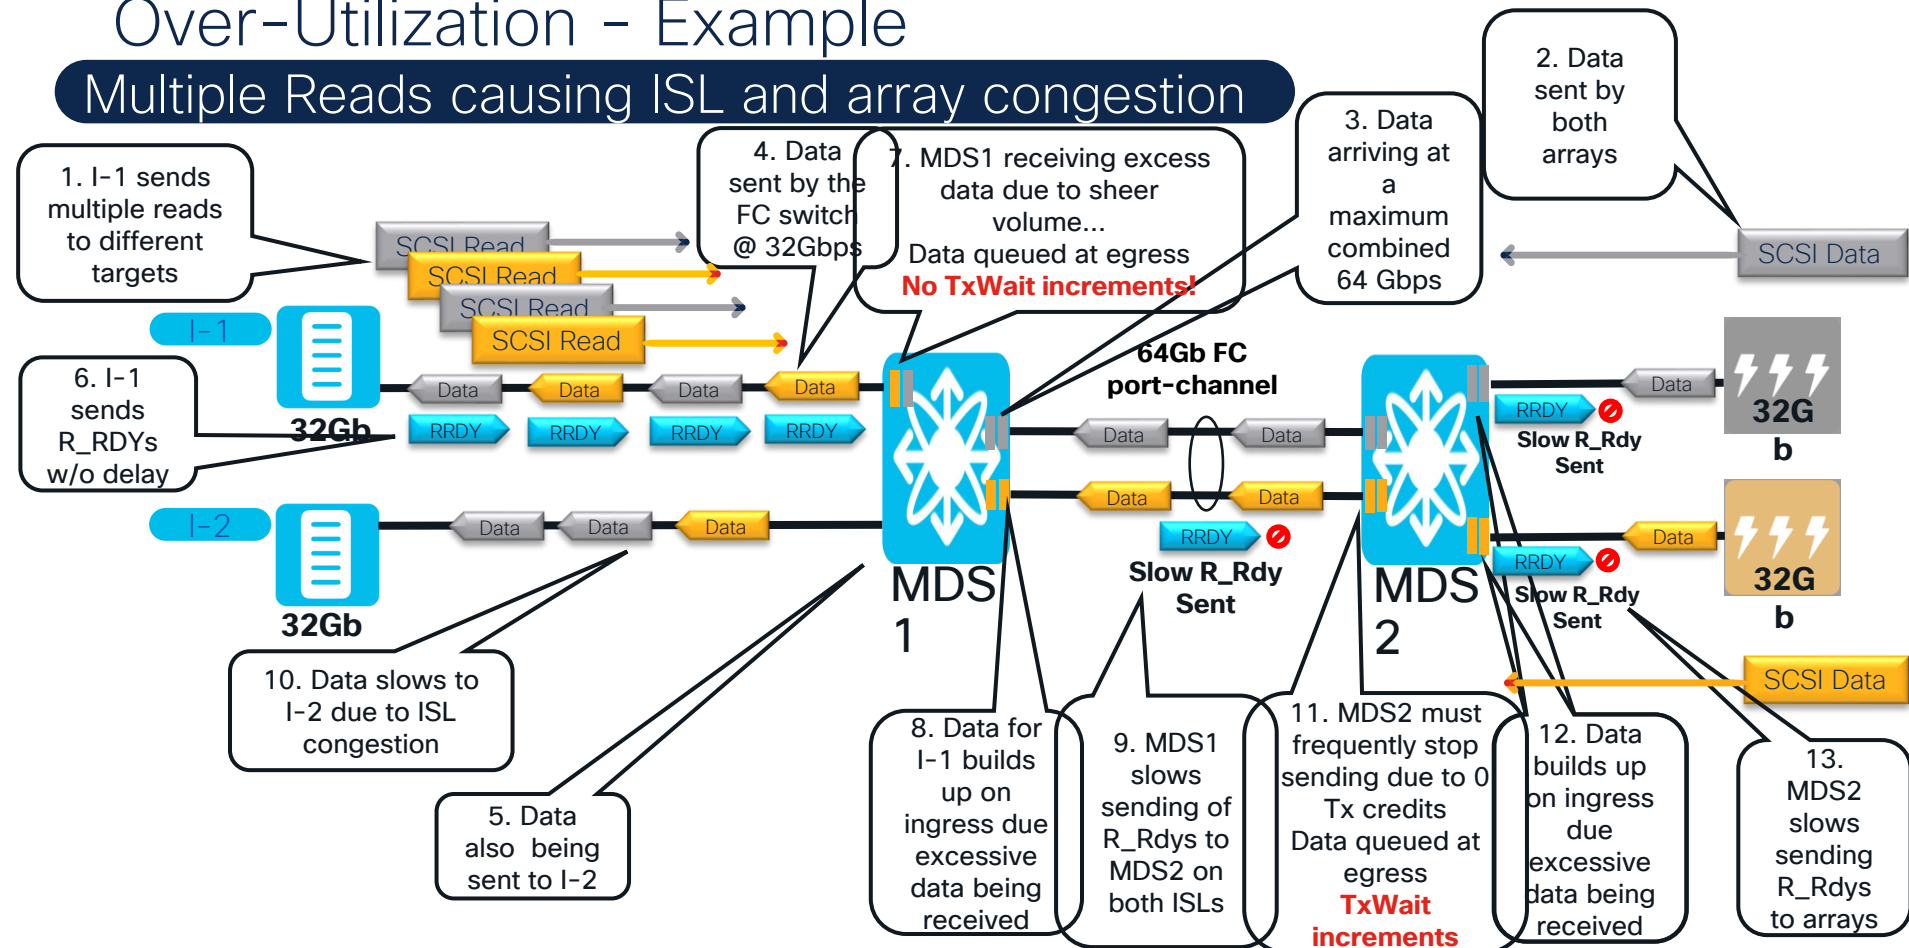 Over-Utilization - Example
Multiple Reads causing ISL and array congestion
1. I-1 sends
multiple reads
to different
targets
SCSI Read
SCSI Read
SCSI Read
SCSI Read
4. Data
sent by the
FC switch
@ 32Gbps
7. MDS1 receiving excess
data due to sheer
volume...
Data queued at egress
No TxWait increments!
3. Data
arriving at
a
maximum
combined
64 Gbps
2. Data
sent by
both
arrays
SCSI Data
I-1
32Gb
6. I-1
sends
R_RDYs
w/o delay
Data
Data
Data
Data
RRDY
RRDY
RRDY
RRDY
64Gb FC
port-channel
Data
Data
Data
Data
RRDY
Slow R_Rdy
Sent
Data
RRDY
Slow R_Rdy
Sent
32G
b
Data
RRDY
Slow R_Rdy
Sent
32G
b
I-2
32Gb
Data
Data
Data
MDS
1
MDS
2
SCSI Data
10. Data slows to
I-2 due to ISL
congestion
5. Data
also being
sent to I-2
8. Data for
I-1 builds
up on
ingress due
excessive
data being
received
9. MDS1
slows
sending of
R_Rdys to
MDS2 on
both ISLs
11. MDS2 must
frequently stop
sending due to 0
Tx credits
Data queued at
egress
TxWait
increments
12. Data
builds up
on ingress
due
excessive
data being
received
13.
MDS2
slows
sending
R_Rdys
to arrays